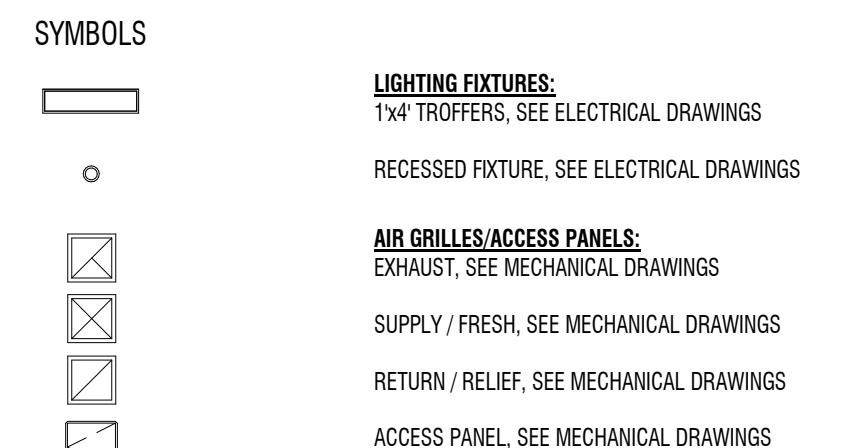 SYMBOLS
LIGHTING FIXTURES:
1'x4' TROFFERS, SEE ELECTRICAL DRAWINGS
RECESSED FIXTURE, SEE ELECTRICAL DRAWINGS
AIR GRILLES/ACCESS PANELS:
EXHAUST, SEE MECHANICAL DRAWINGS
SUPPLY / FRESH, SEE MECHANICAL DRAWINGS
RETURN / RELIEF, SEE MECHANICAL DRAWINGS
ACCESS PANEL, SEE MECHANICAL DRAWINGS